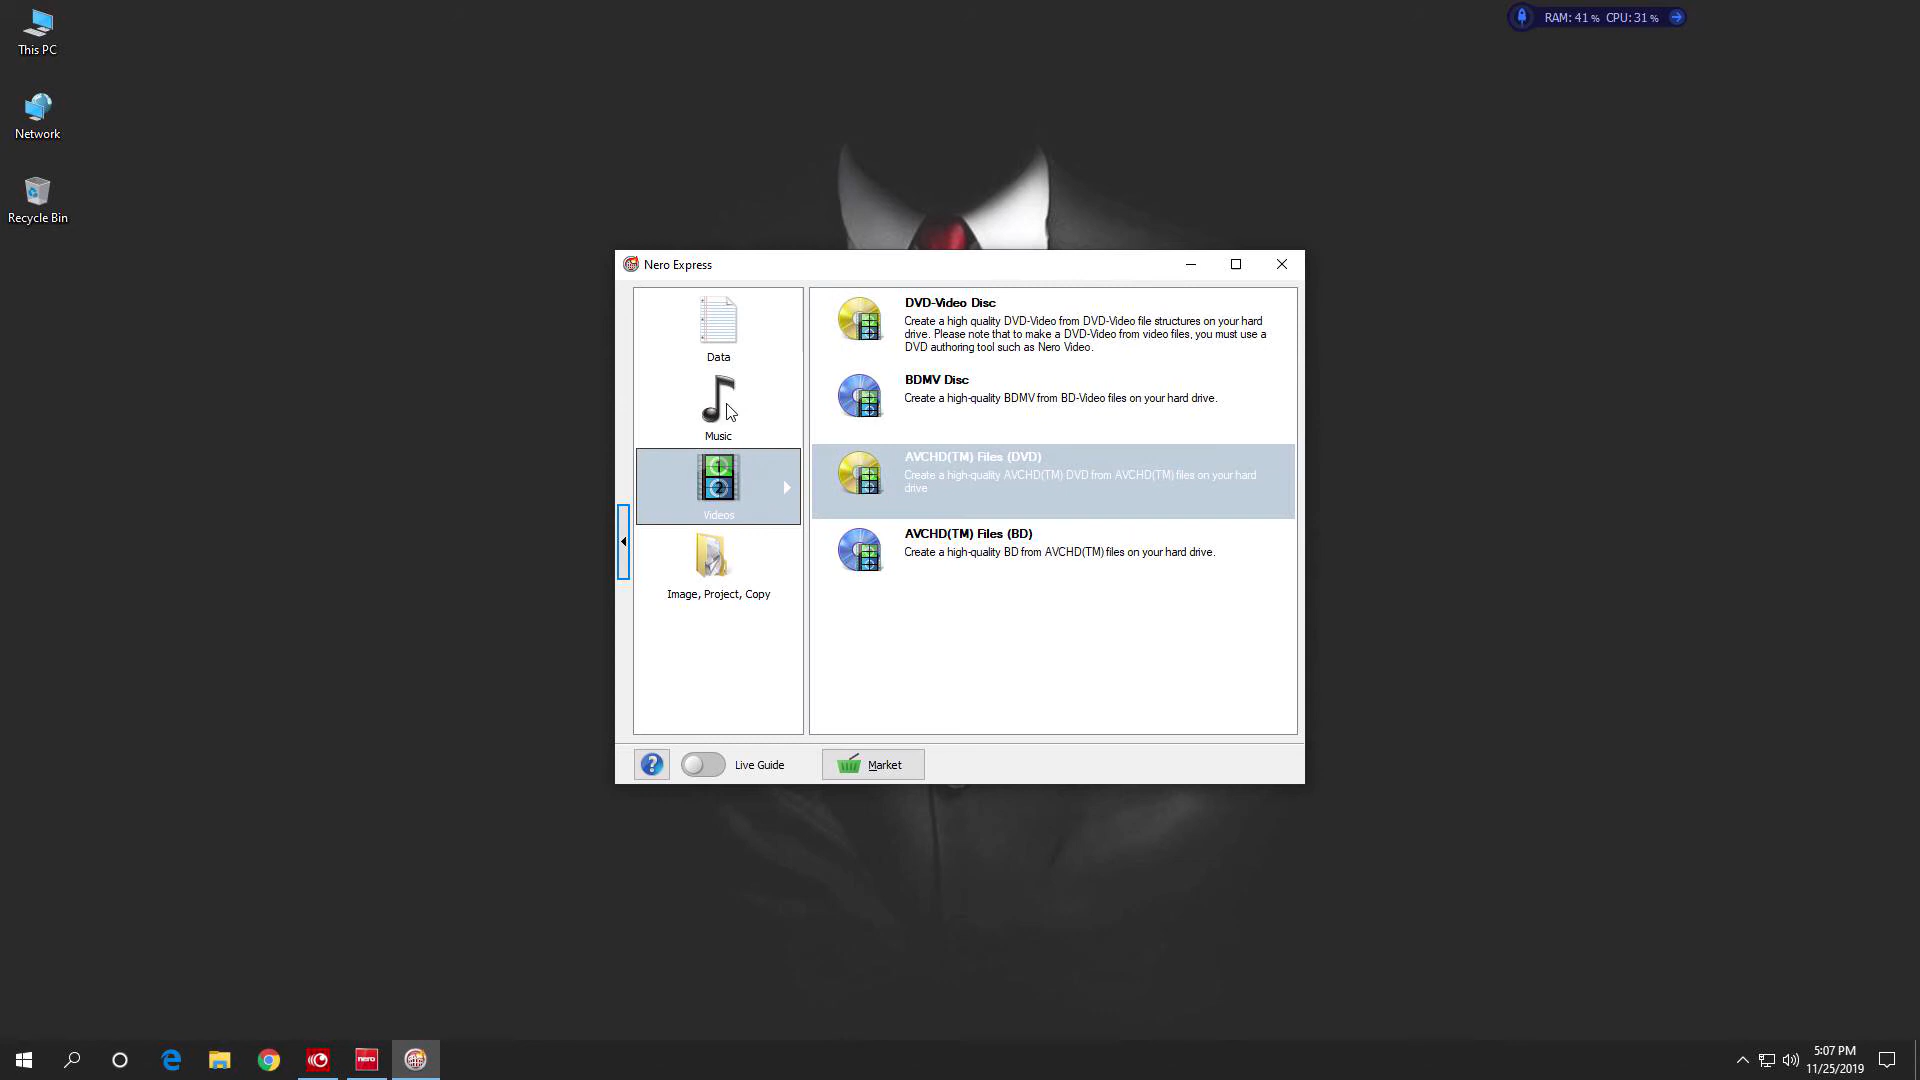 This PC
RAM: 41 % CPU: 31 %
Network
Recycle Bin
Nero Express
Data
Music
1
2
Videos
Image, Project, Copy
DVD-Video Disc
Create a high quality DVD-Video from DVD-Video file structures on your hard
drive. Please note that to make a DVD-Video from video files, you must use a
DVD authoring tool such as Nero Video.
BDMV Disc
Create a high-quality BDMV from BD-Video files on your hard drive.
AVCHD(TM) Files (DVD)
Create a high-quality AVCHD(TM) DVD from AVCHD(TM) files on your hard
drive
AVCHD(TM) Files (BD)
Create a high-quality BD from AVCHD(TM) files on your hard drive.
?
Live Guide
Market
nero
5:07 PM
11/25/2019